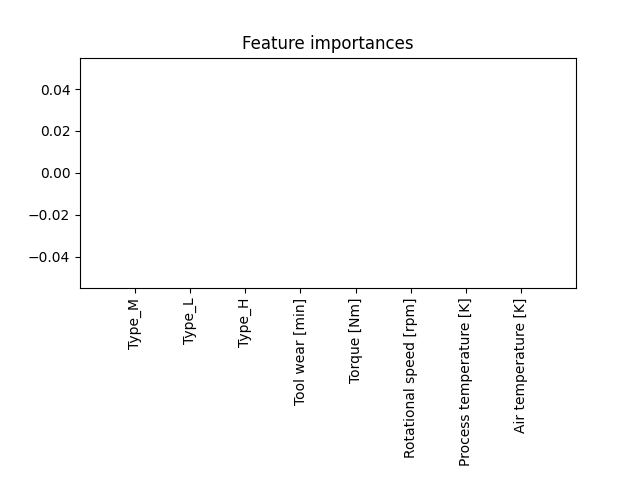 Feature importances
0.04
0.02
0.00
−0.02
−0.04
Type_M
Type_L
Type_H
Tool wear [min]
Torque [Nm]
Rotational speed [rpm]
Process temperature [K]
Air temperature [K]